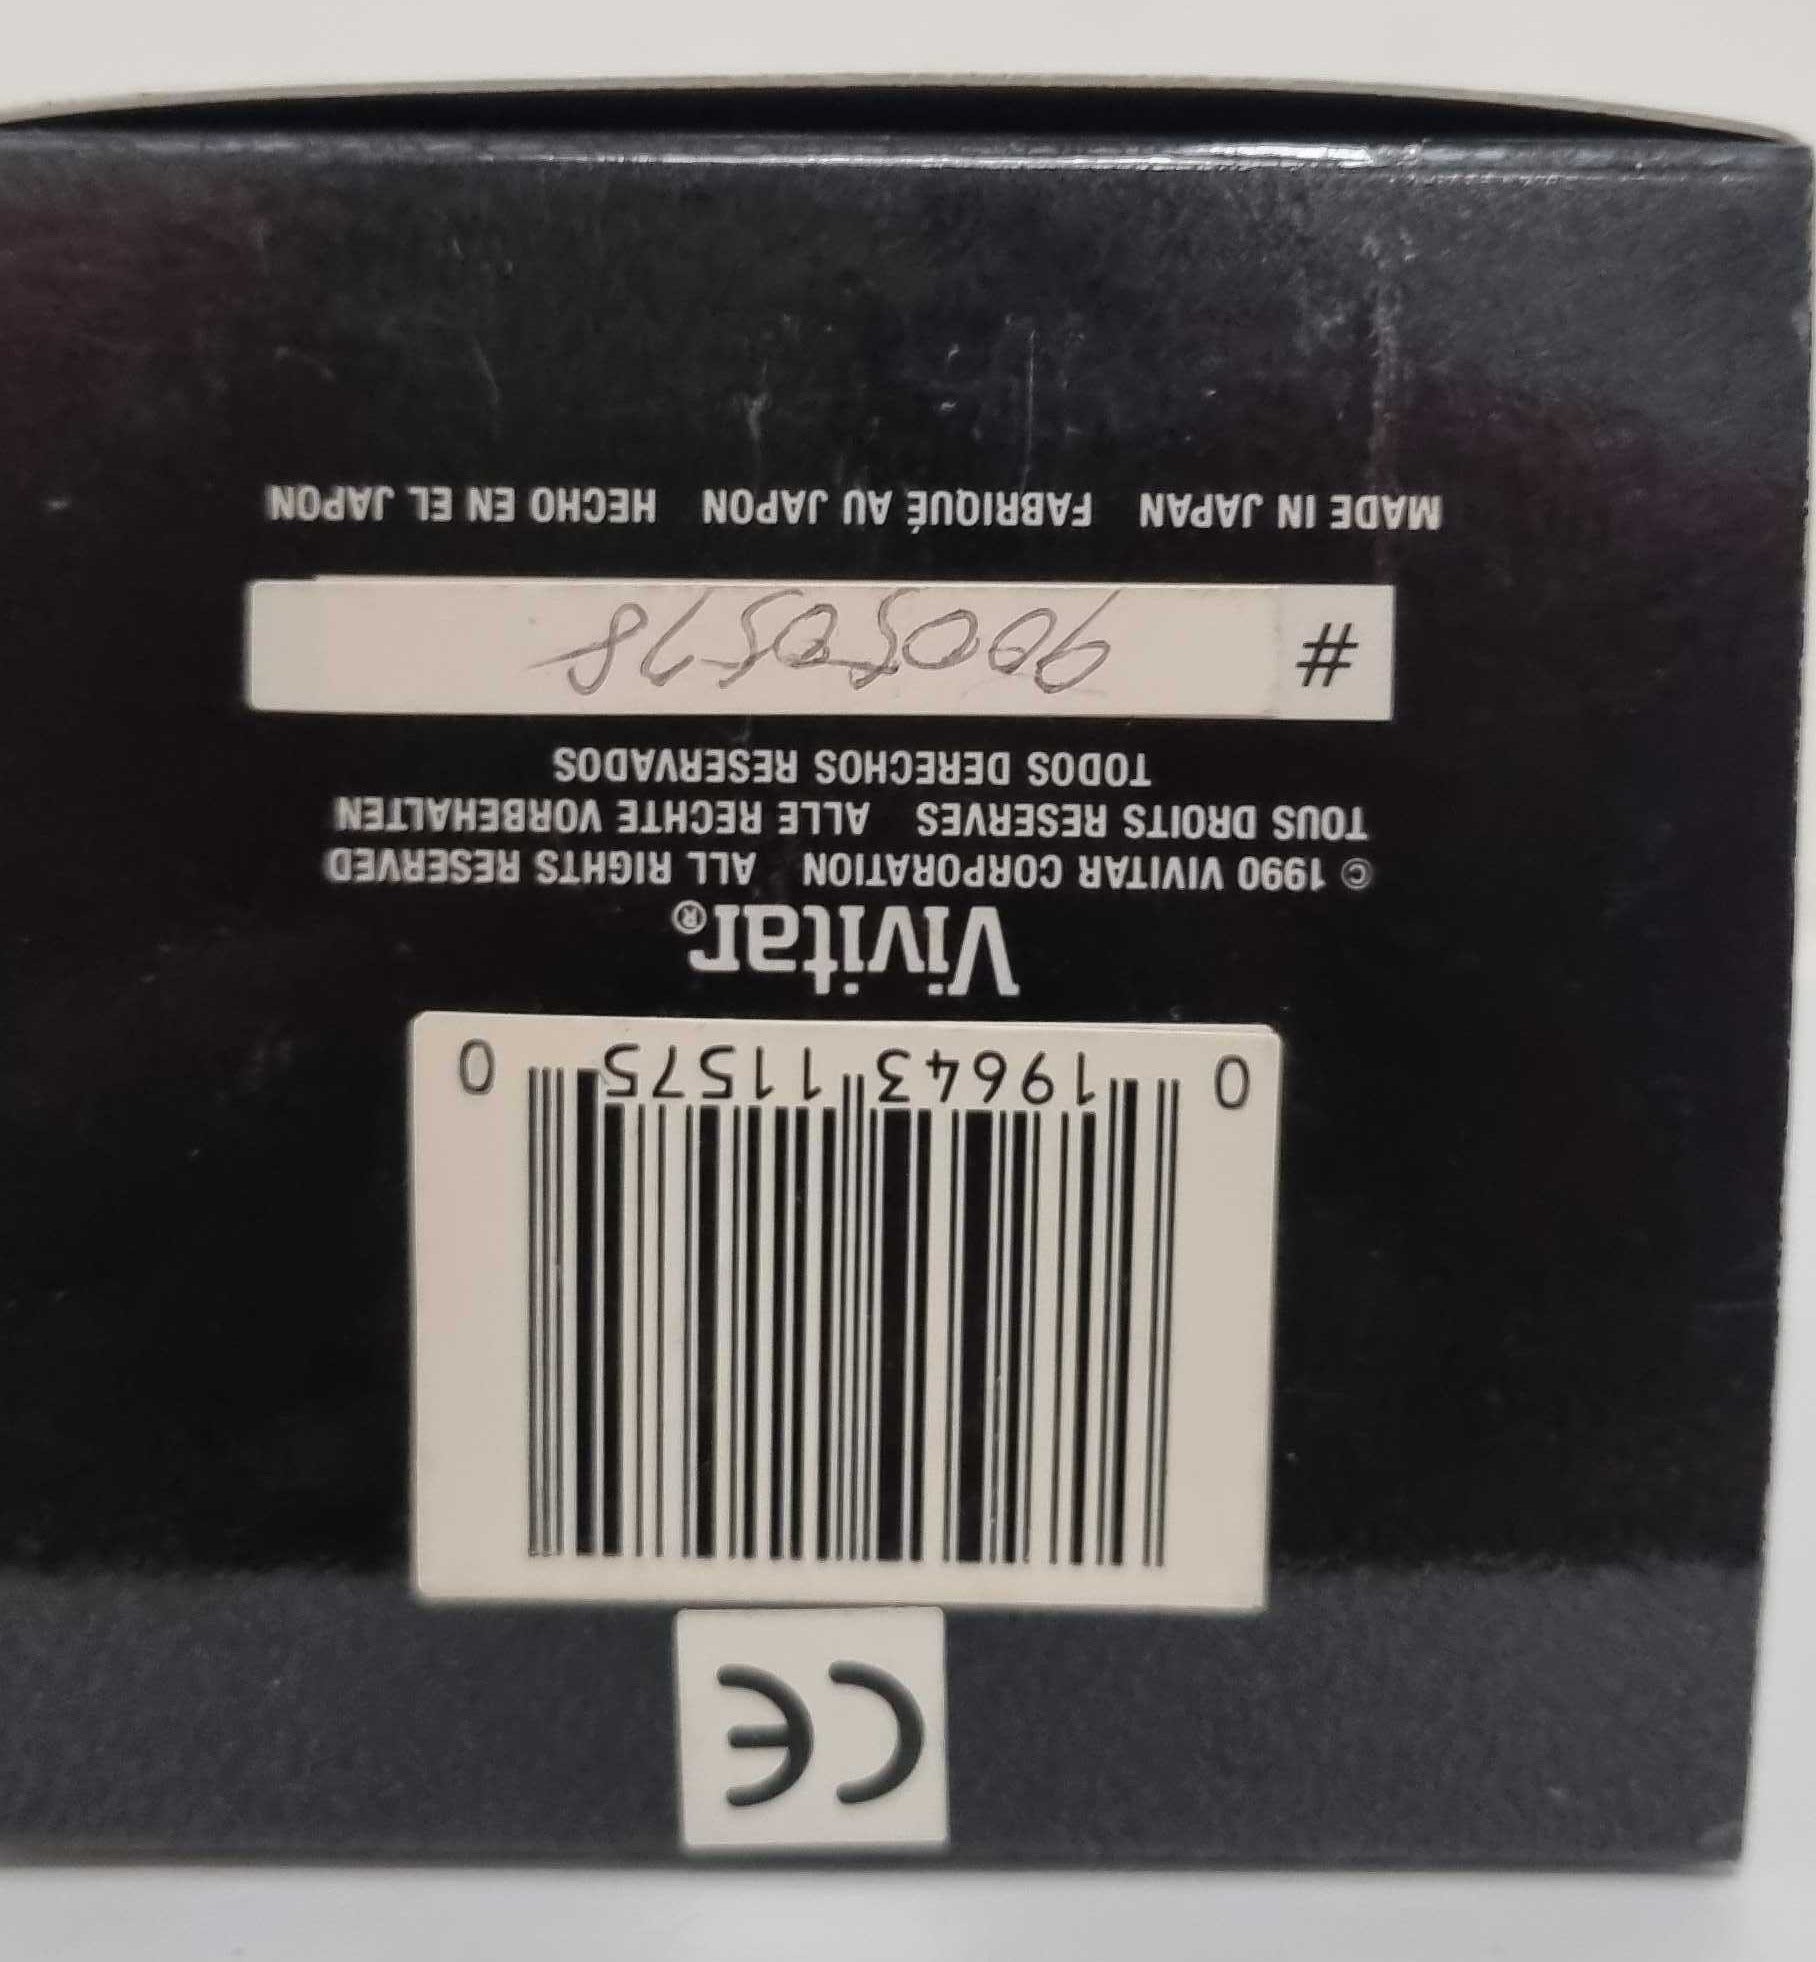 CE
0 19643 11575 0
Vivitar®
© 1990 VIVITAR CORPORATION ALL RIGHTS RESERVED
TOUS DROITS RESERVES ALLE RECHTE VORBEHALTEN
TODOS DERECHOS RESERVADOS
# 90050578
MADE IN JAPAN FABRIQUÉ AU JAPON HECHO EN EL JAPON